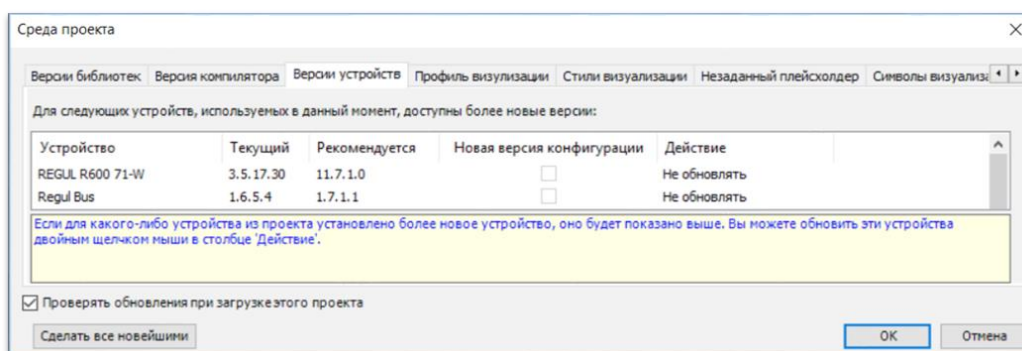 Среда проекта
Версии библиотек Версия компилятора Версии устройств Профиль визулизации Стили визуализации Незаданный плейсхолдер Символы визуализа
Для следующих устройств, используемых в данный момент, доступны более новые версии:
Устройство Текущий Рекомендуется Новая версия конфигурации Действие
REGUL R600 71-W 3.5.17.30 11.7.1.0 Не обновлять
Regul Bus 1.6.5.4 1.7.1.1 Не обновлять
Если для какого-либо устройства из проекта установлено более новое устройство, оно будет показано выше. Вы можете обновить эти устройства
двойным щелчком мыши в столбце 'Действие'.
Проверять обновления при загрузке этого проекта
Сделать все новейшими OK Отмена